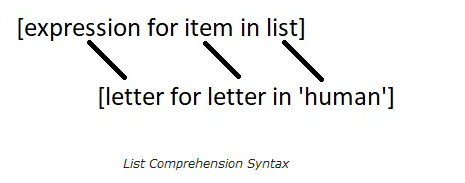 [expression for item in list]
[letter for letter in 'human']
List Comprehension Syntax